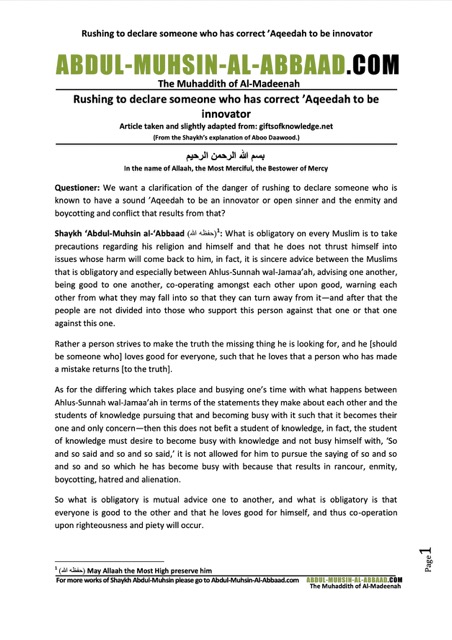 Rushing to declare someone who has correct ’Aqeedah to be innovator
ABDUL-MUHSIN-AL-ABBAAD.COM
The Muhaddith of Al-Madeenah
Rushing to declare someone who has correct ’Aqeedah to be
innovator
Article taken and slightly adapted from: giftsofknowledge.net
(From the Shaykh’s explanation of Aboo Daawood.)
بسم الله الرحمن الرحيم
In the name of Allaah, the Most Merciful, the Bestower of Mercy
Questioner: We want a clarification of the danger of rushing to declare someone who is
known to have a sound ’Aqeedah to be an innovator or open sinner and the enmity and
boycotting and conflict that results from that?
Shaykh ‘Abdul-Muhsin al-‘Abbaad (حفظه الله)1: What is obligatory on every Muslim is to take
precautions regarding his religion and himself and that he does not thrust himself into
issues whose harm will come back to him, in fact, it is sincere advice between the Muslims
that is obligatory and especially between Ahlus-Sunnah wal-Jamaa’ah, advising one another,
being good to one another, co-operating amongst each other upon good, warning each
other from what they may fall into so that they can turn away from it—and after that the
people are not divided into those who support this person against that one or that one
against this one.
Rather a person strives to make the truth the missing thing he is looking for, and he [should
be someone who] loves good for everyone, such that he loves that a person who has made
a mistake returns [to the truth].
As for the differing which takes place and busying one’s time with what happens between
Ahlus-Sunnah wal-Jamaa’ah in terms of the statements they make about each other and the
students of knowledge pursuing that and becoming busy with it such that it becomes their
one and only concern—then this does not befit a student of knowledge, in fact, the student
of knowledge must desire to become busy with knowledge and not busy himself with, ‘So
and so said and so and so said,’ it is not allowed for him to pursue the saying of so and so
and so and so which he has become busy with because that results in rancour, enmity,
boycotting, hatred and alienation.
So what is obligatory is mutual advice one to another, and what is obligatory is that
everyone is good to the other and that he loves good for himself, and thus co-operation
upon righteousness and piety will occur.
1 (حفظه الله) May Allaah the Most High preserve him
For more works of Shaykh Abdul-Muhsin please go to Abdul-Muhsin-Al-Abbaad.com
ABDUL-MUHSIN-AL-ABBAAD.COM
The Muhaddith of Al-Madeenah
Page 1